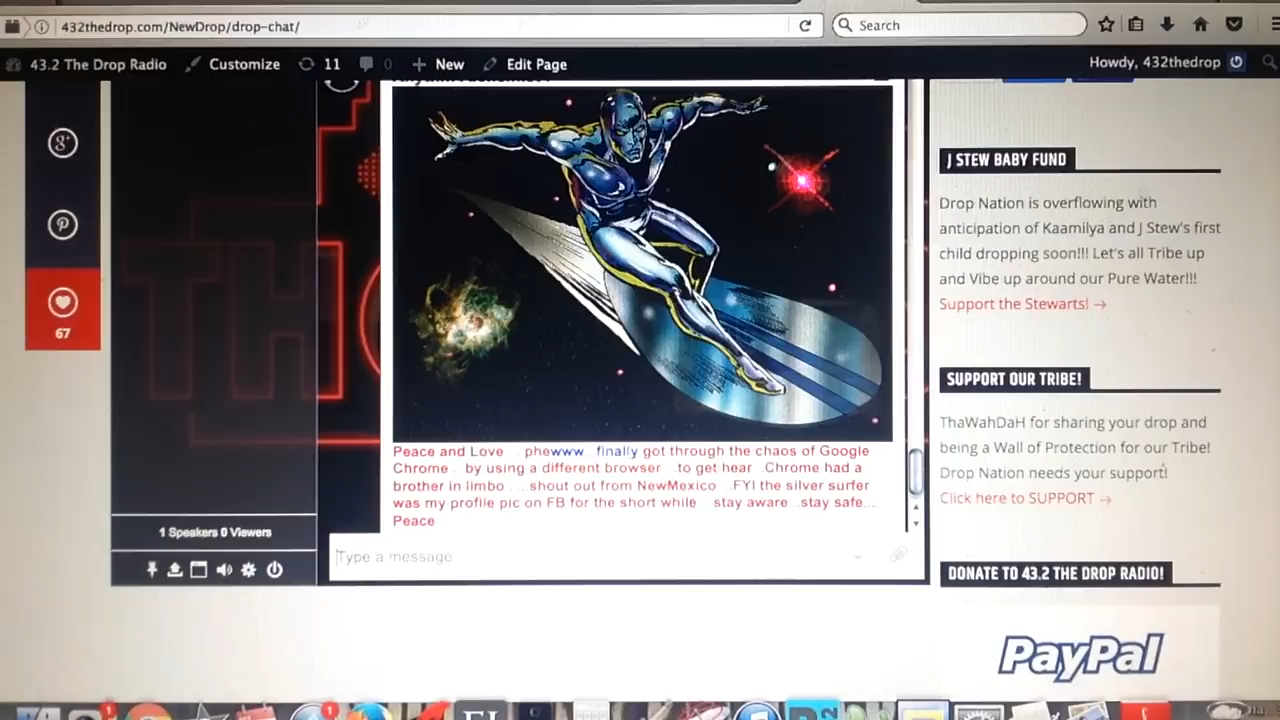 432thedrop.com/NewDrop/drop-chat/
Search
43.2 The Drop Radio
Customize
11
0
New
Edit Page
Howdy, 432thedrop
g+
67
TH
1 Speakers 0 Viewers
Peace and Love .. phewww...finally got through the chaos of Google
Chrome .. by using a different browser ..to get hear ..Chrome had a
brother in limbo ... shout out from NewMexico ..FYI the silver surfer
was my profile pic on FB for the short while .. stay aware...stay safe...
Peace
Type a message
J STEW BABY FUND
Drop Nation is overflowing with
anticipation of Kaamilya and J Stew's first
child dropping soon!!! Let's all Tribe up
and Vibe up around our Pure Water!!!
Support the Stewarts! →
SUPPORT OUR TRIBE!
ThaWahDaH for sharing your drop and
being a Wall of Protection for our Tribe!
Drop Nation needs your support!
Click here to SUPPORT →
DONATE TO 43.2 THE DROP RADIO!
PayPal